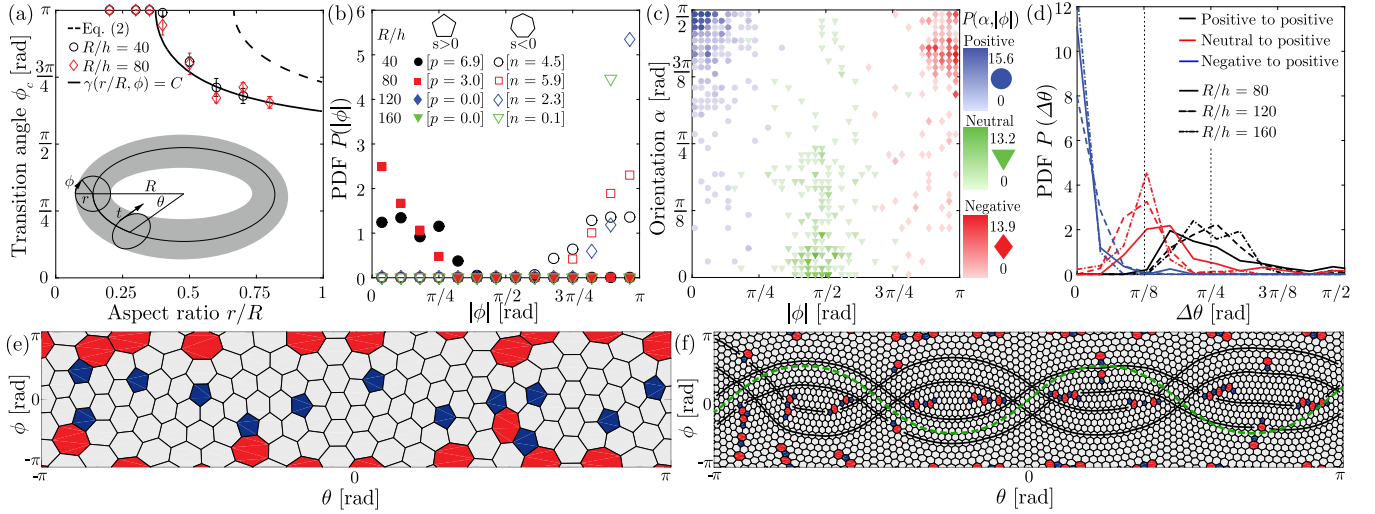 (a)
π
3π
4
π
2
π
4
0
Transition angle ϕc [rad]
Eq. (2)
R/h = 40
R/h = 80
γ(r/R, ϕ) = C
ϕ
r
R
t
θ
0 0.25 0.5 0.75 1
Aspect ratio r/R
(b)
5
4
3
2
1
0
PDF P(|ϕ|)
R/h
s>0
s<0
40 [p = 6.9] [n = 4.5]
80 [p = 3.0] [n = 5.9]
120 [p = 0.0] [n = 2.3]
160 [p = 0.0] [n = 0.1]
0 π/4 π/2 3π/4 π
|ϕ| [rad]
(c)
π
2
3π
8
π
4
π
8
0
Orientation α [rad]
P(α,|ϕ|)
Positive
15.6
0
Neutral
13.2
0
Negative
13.9
0
0 π/4 π/2 3π/4 π
|ϕ| [rad]
(d)
12
10
8
6
4
2
0
PDF P (Δθ)
Positive to positive
Neutral to positive
Negative to positive
R/h = 80
R/h = 120
R/h = 160
0 π/8 π/4 3π/8 π/2
Δθ [rad]
(e)
π
0
-π
ϕ [rad]
-π 0 π
θ [rad]
(f)
π
0
-π
ϕ [rad]
-π 0 π
θ [rad]